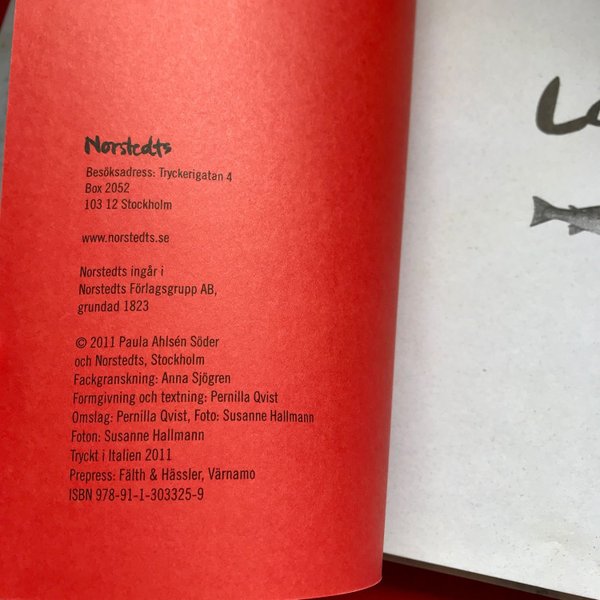 Norstedts
Besöksadress: Tryckerigatan 4
Box 2052
103 12 Stockholm
www.norstedts.se
Norstedts ingår i
Norstedts Förlagsgrupp AB,
grundad 1823
© 2011 Paula Ahlsén Söder
och Norstedts, Stockholm
Fackgranskning: Anna Sjögren
Formgivning och textning: Pernilla Qvist
Omslag: Pernilla Qvist, Foto: Susanne Hallmann
Foton: Susanne Hallmann
Tryckt i Italien 2011
Prepress: Fälth & Hässler, Värnamo
ISBN 978-91-1-303325-9